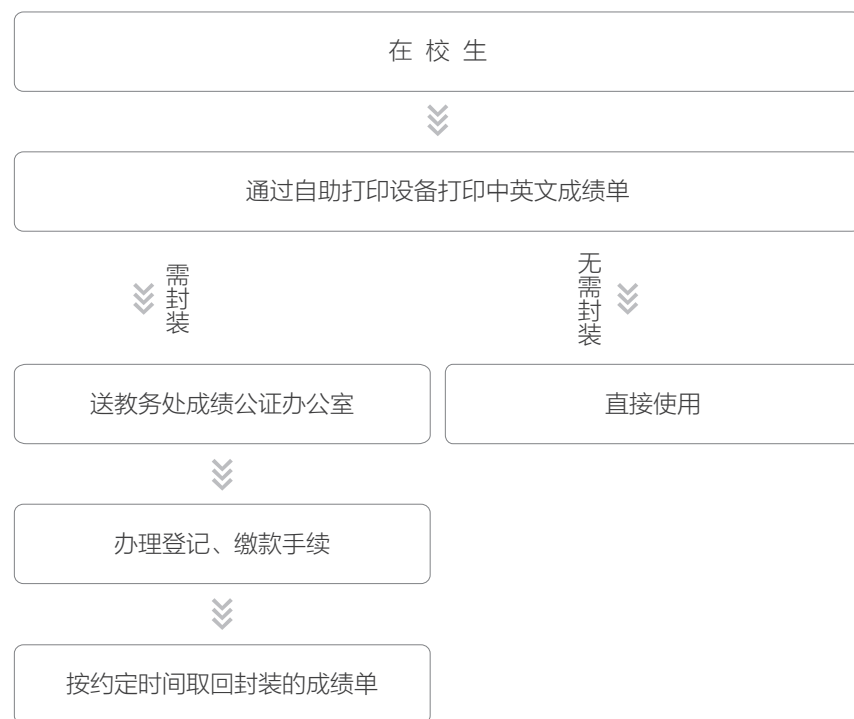 在 校 生
通过自助打印设备打印中英文成绩单
需封装
无需封装
送教务处成绩公证办公室
直接使用
办理登记、缴款手续
按约定时间取回封装的成绩单